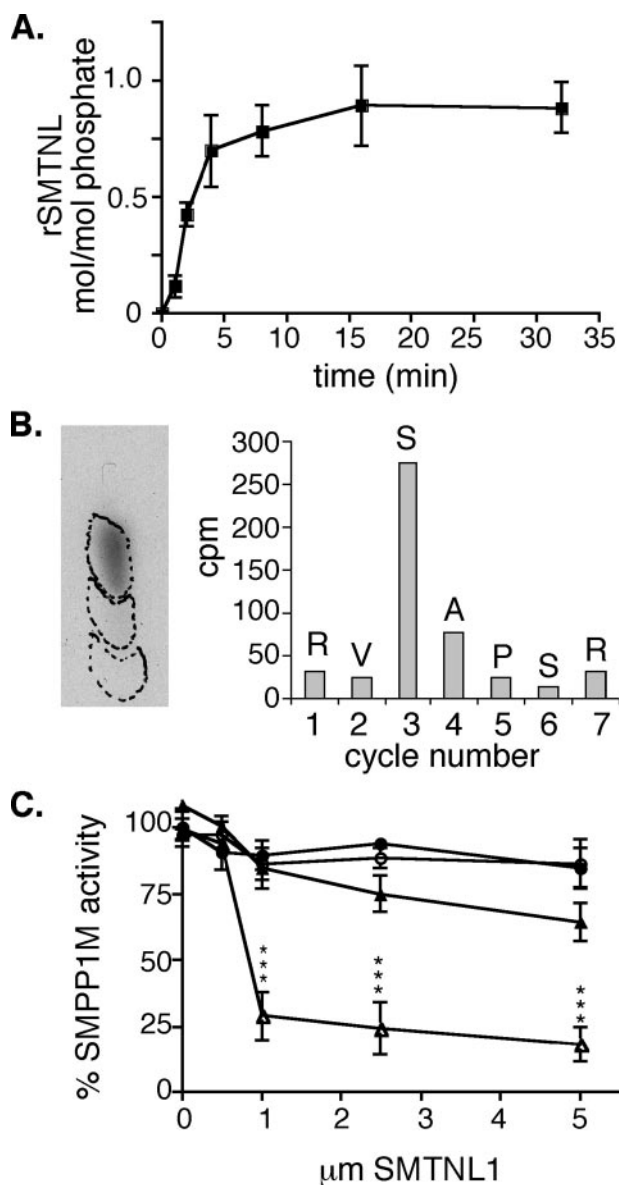 A.
rSMTNL
mol/mol phosphate
1.0
0.5
0
0 5 10 15 20 25 30 35
time (min)
B.
cpm
300
250
200
150
100
50
0
R V S A P S R
1 2 3 4 5 6 7
cycle number
C.
% SMPP1M activity
100
75
50
25
0
***
***
***
0 1 2 3 4 5
μm SMTNL1